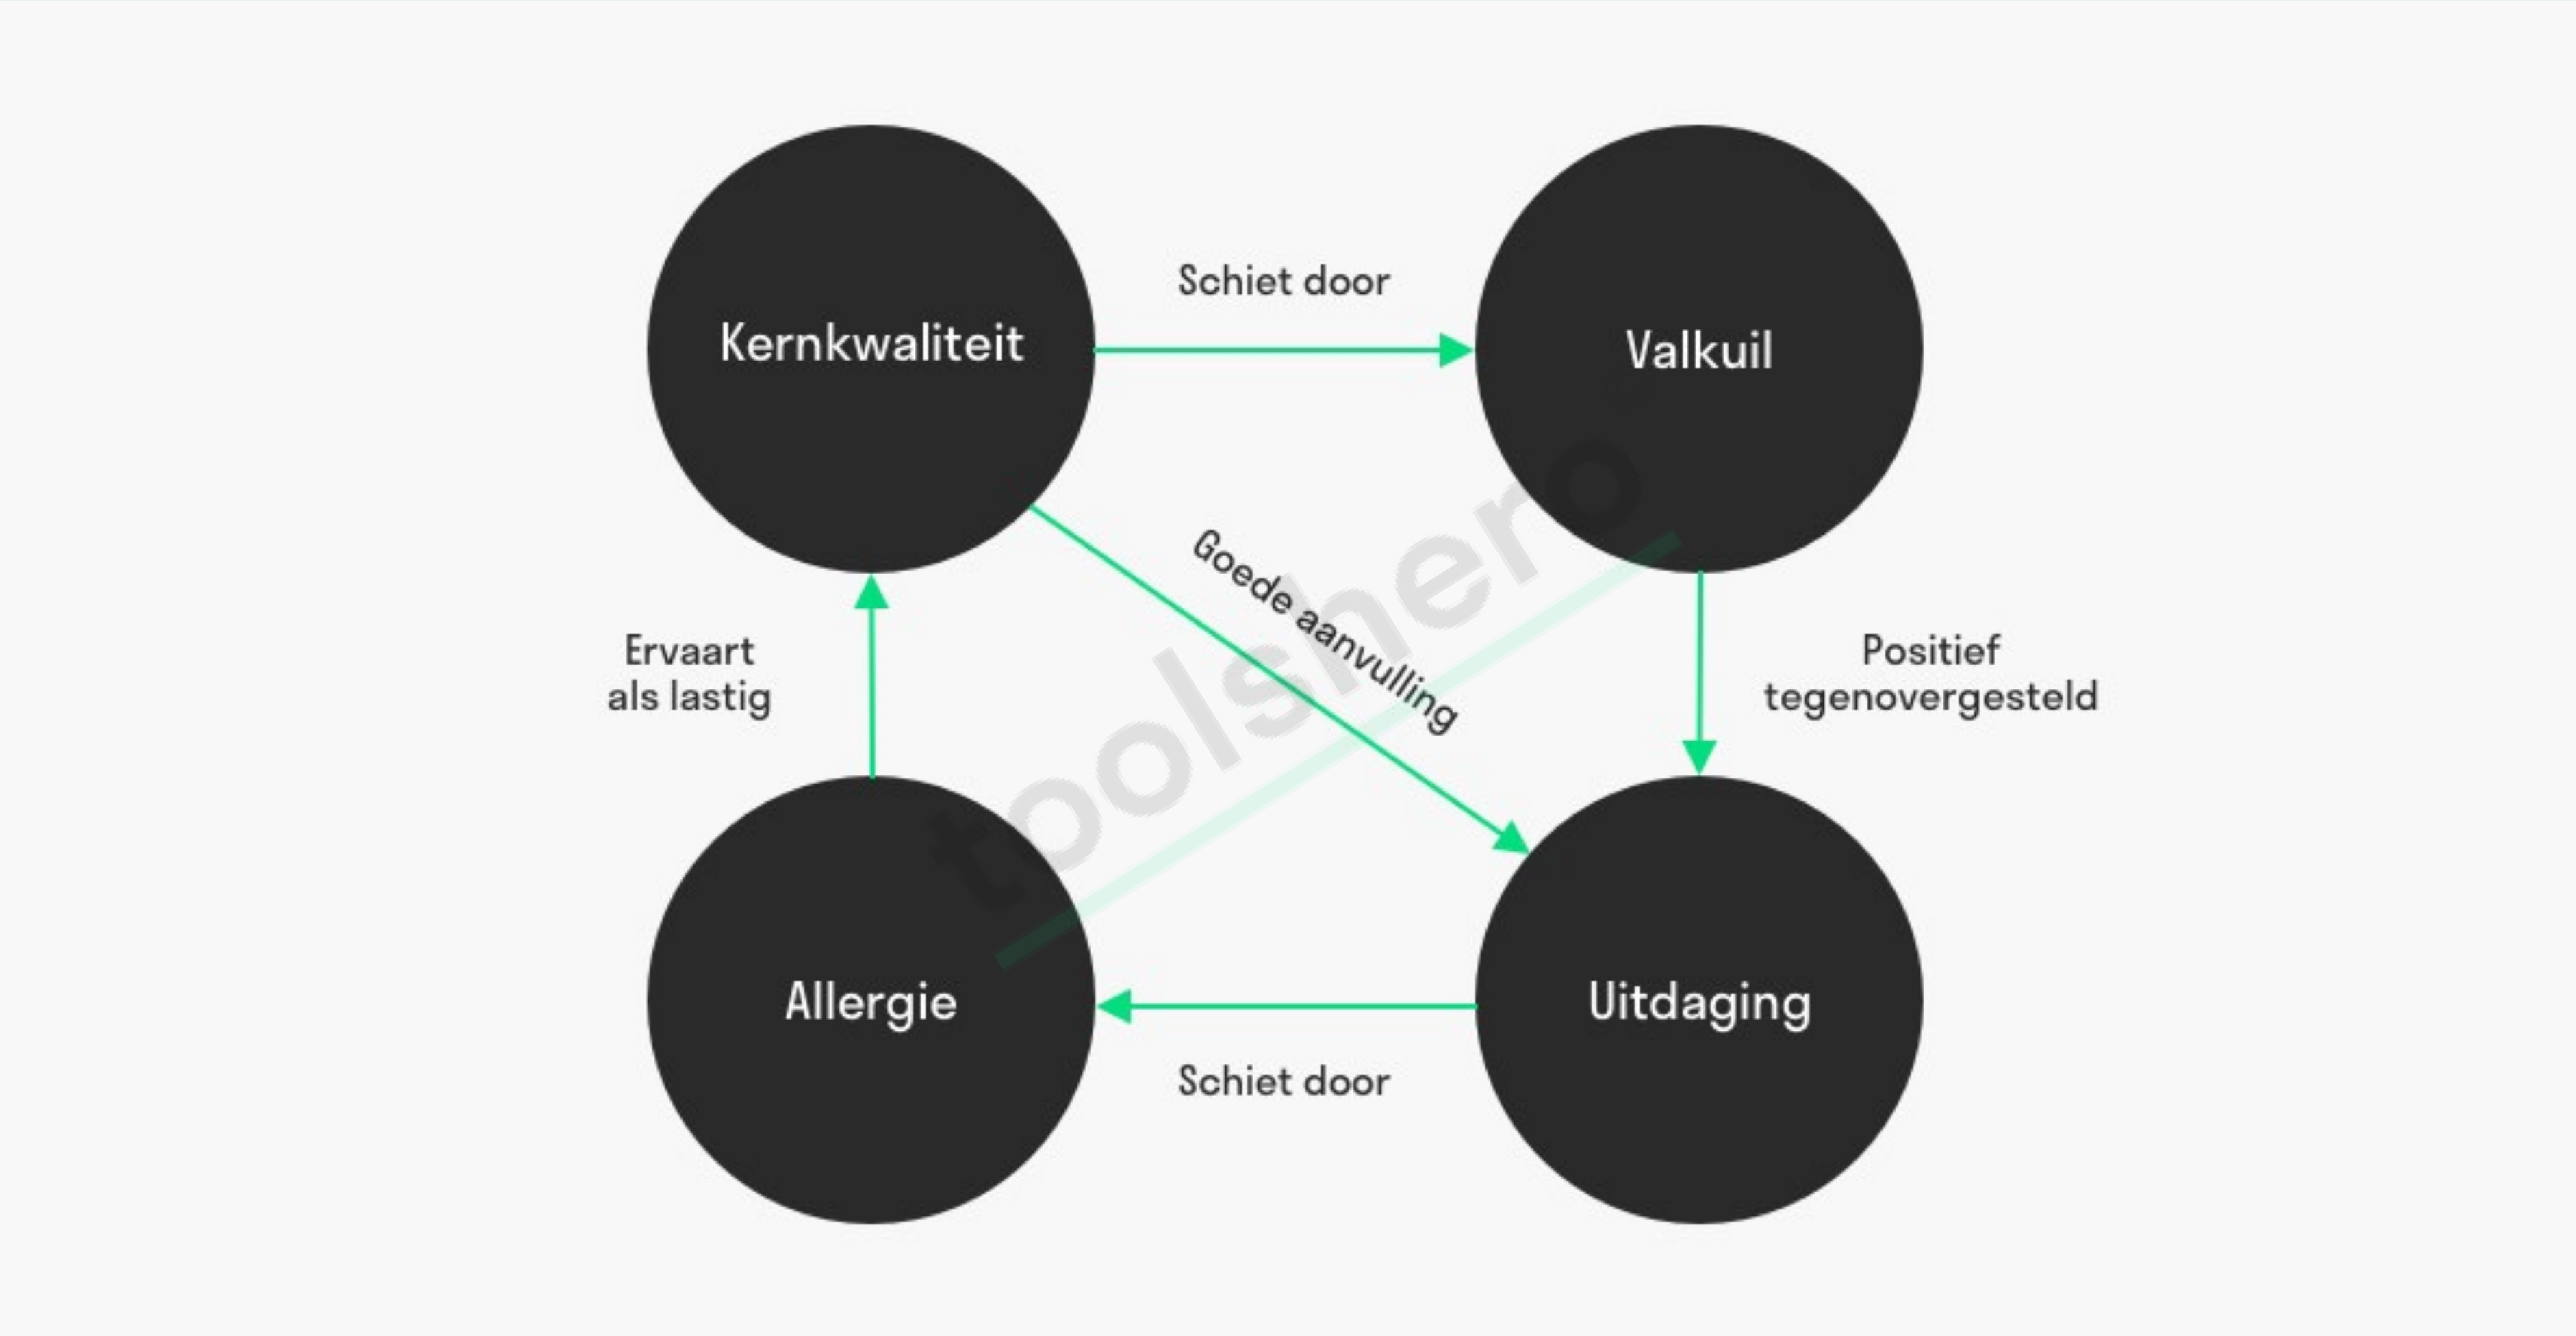 Schiet door
Kernkwaliteit
Valkuil
Goede aanvulling
Ervaart
als lastig
Positief
tegenovergesteld
toolshero
Allergie
Uitdaging
Schiet door